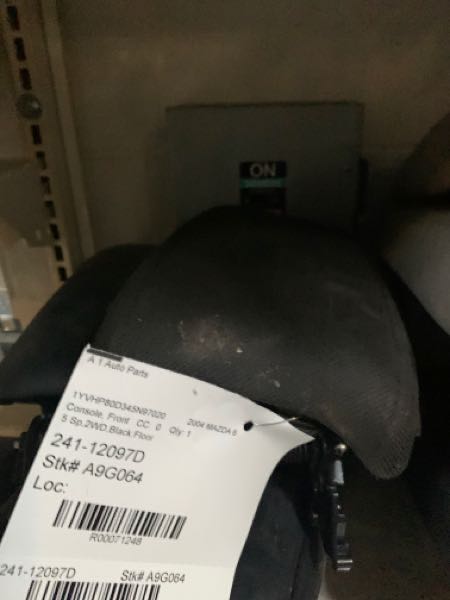 ON
A 1 Auto Parts
1YVHP80D345N97020 2004 MAZDA 6
Console, Front CC 0 Qty: 1
5 Sp,2WD,Black,Floor
241-12097D
Stk# A9G064
Loc:
R00071248
241-12097D Stk# A9G064